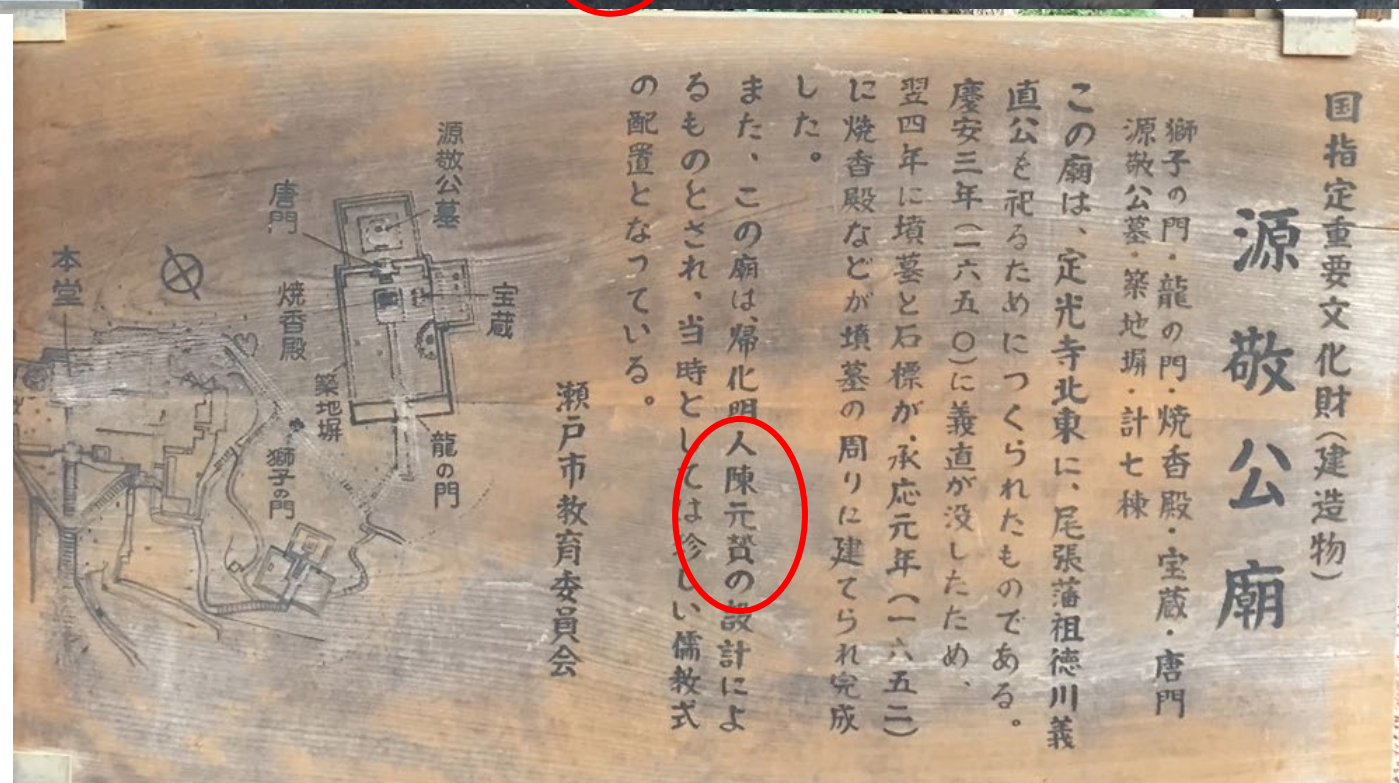 国指定重要文化財(建造物)
源敬公廟
獅子の門・龍の門・焼香殿・宝蔵・唐門
源敬公墓・築地塀・計七棟
この廟は、定光寺北東に、尾張藩祖徳川義
直公を祀るためにつくられたものである。
慶安三年(一六五〇)に義直が没したため、
翌四年に墳墓と石標が、承応元年(一六五二)
に焼香殿などが墳墓の周りに建てられ完成
した。
また、この廟は、帰化明人陳元贇の設計によ
るものとされ、当時としては珍しい儒教式
の配置となっている。
瀬戸市教育委員会
源敬公墓
唐門
宝蔵
焼香殿
本堂
築地塀
龍の門
獅子の門